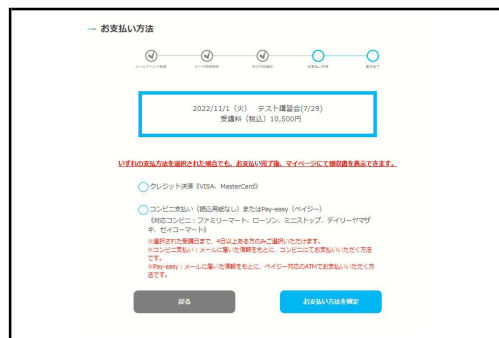 お支払い方法
お支払い方法
2022/11/1（火） テスト講習会(7/29)
受講料（税込）10,500円
いずれの支払方法を選択された場合でも、お支払い完了後、マイページにて領収書を表示できます。
クレジット決済《VISA、MasterCard》
コンビニ支払い（振込用紙なし）またはPay-easy（ペイジー）
《対応コンビニ：ファミリーマート、ローソン、ミニストップ、デイリーヤマザ
キ、セイコーマート》
※選択された受講日まで、4日以上ある方のみご選択いただけます。
※コンビニ支払い：メールに届いた情報をもとに、コンビニにてお支払いいただく方法
です。
※Pay-easy：メールに届いた情報をもとに、ペイジー対応のATMでお支払いいただく方
法です。
戻る
お支払い方法を確定